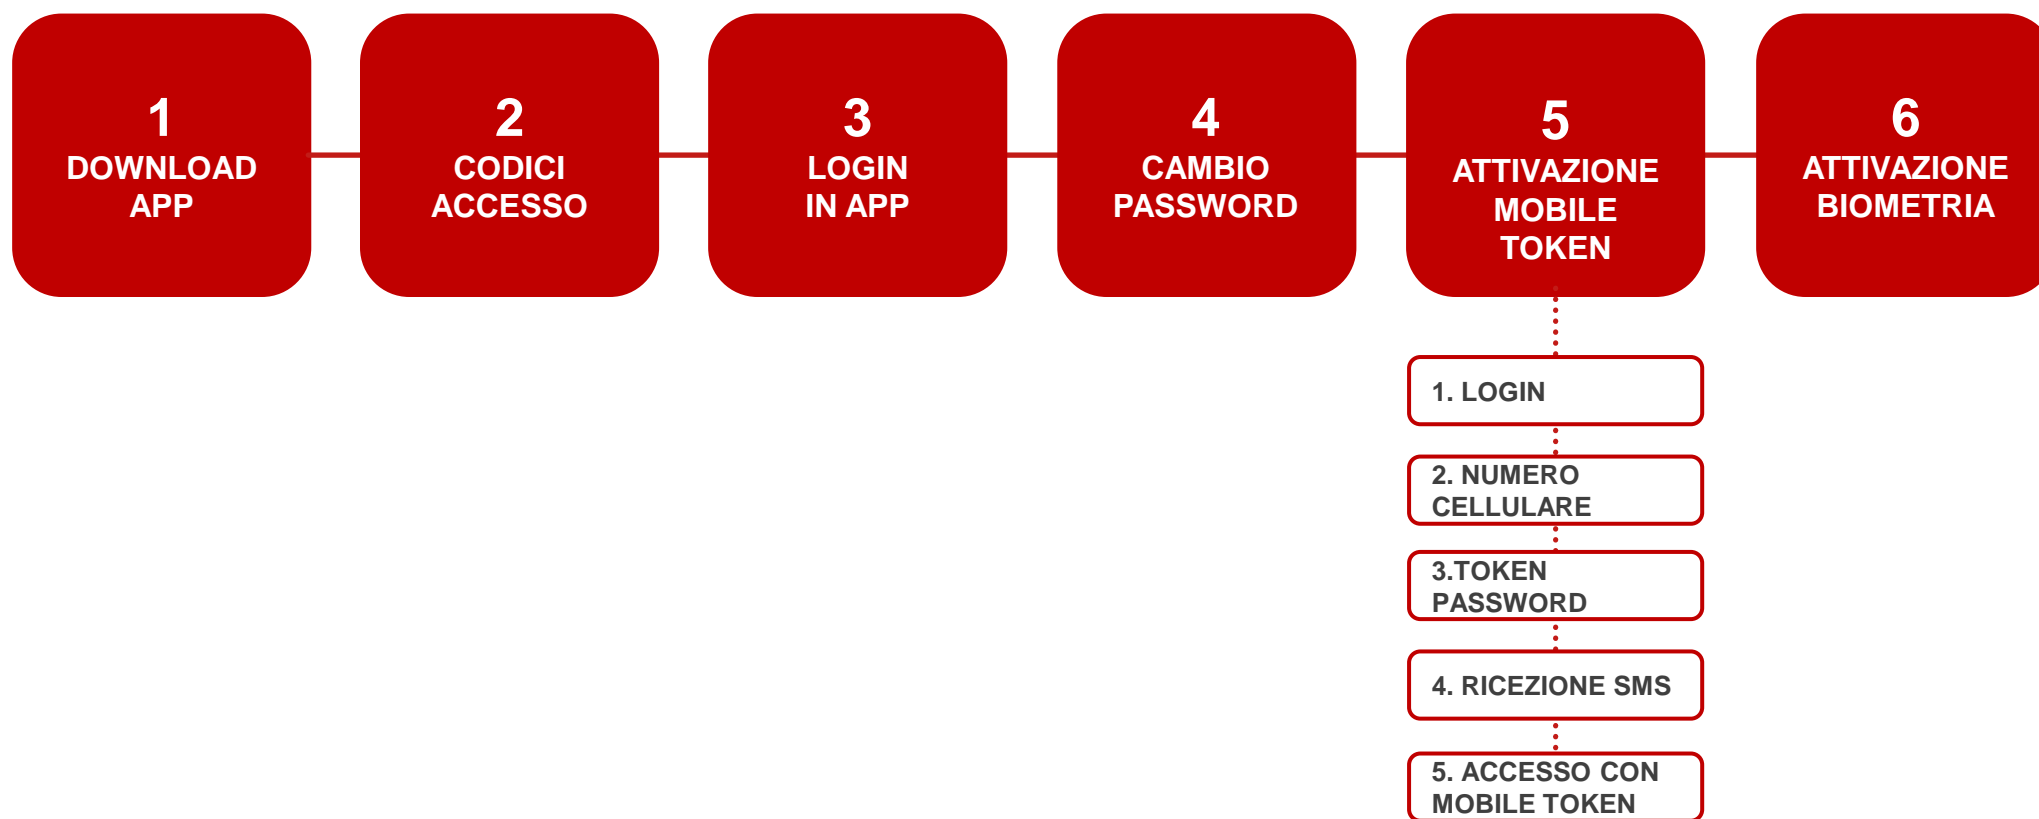 1
DOWNLOAD
APP
2
CODICI
ACCESSO
3
LOGIN
IN APP
4
CAMBIO
PASSWORD
5
ATTIVAZIONE
MOBILE
TOKEN
6
ATTIVAZIONE
BIOMETRIA
1. LOGIN
2. NUMERO
CELLULARE
3.TOKEN
PASSWORD
4. RICEZIONE SMS
5. ACCESSO CON
MOBILE TOKEN